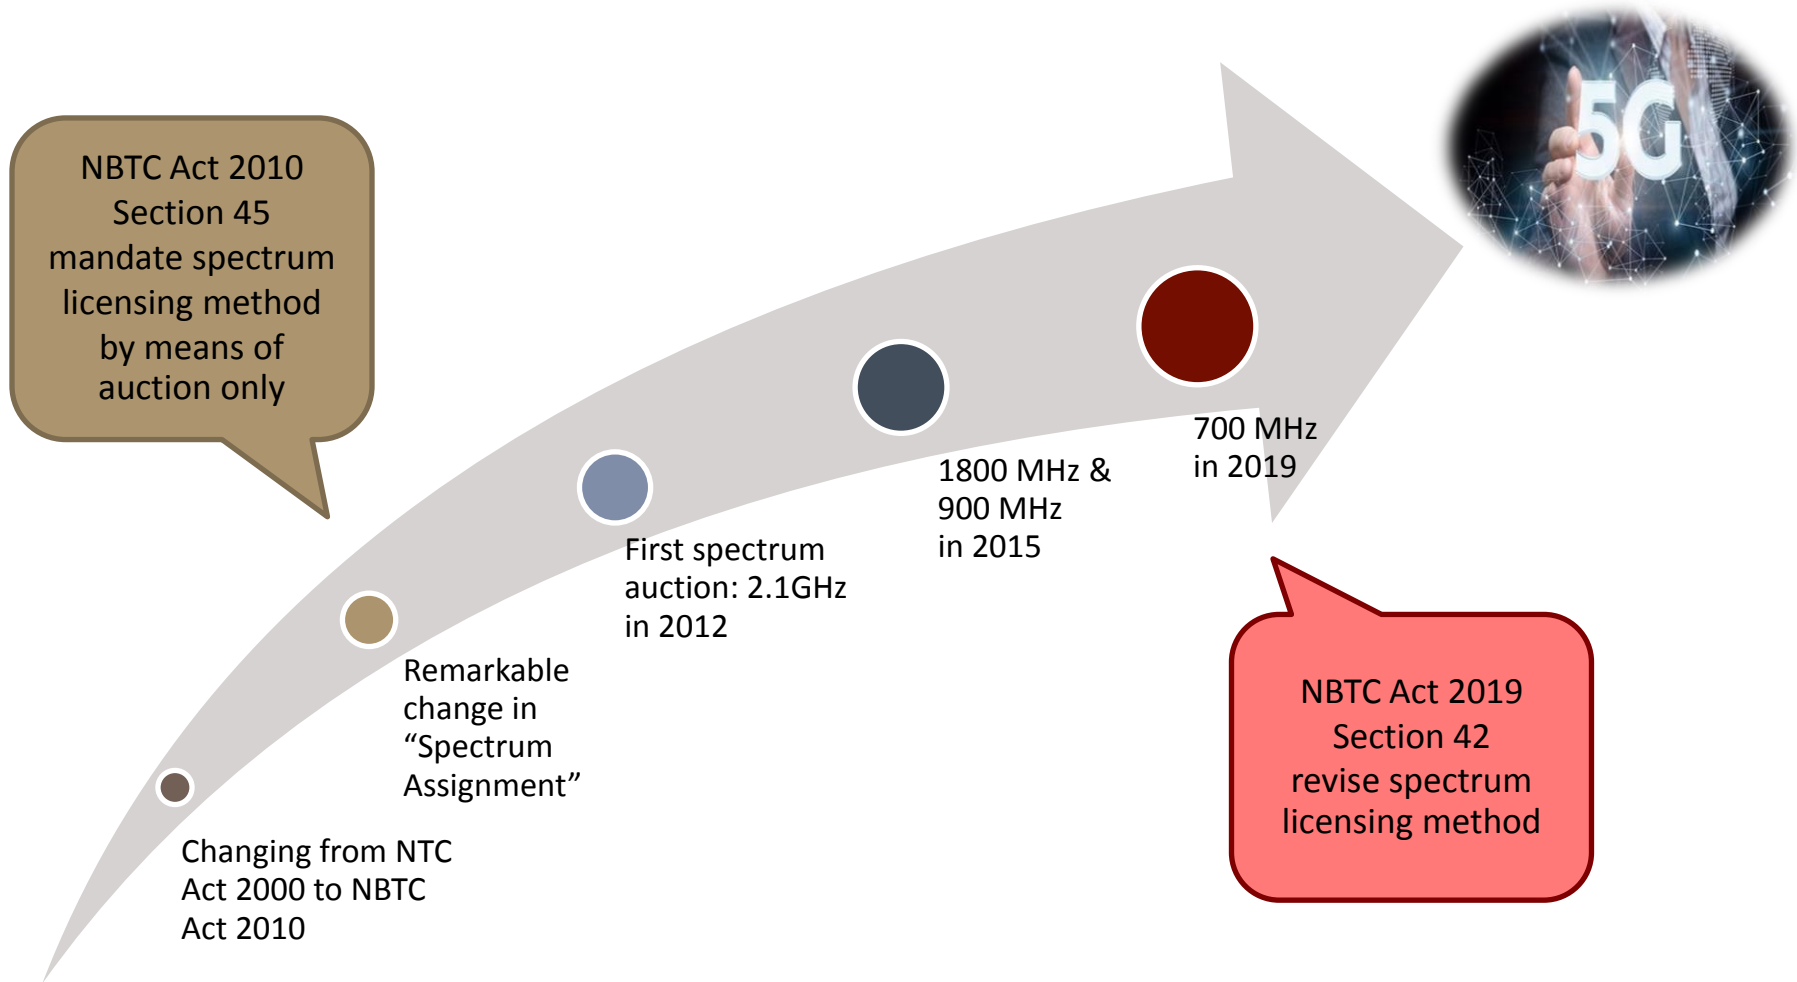 NBTC Act 2010
Section 45
mandate spectrum
licensing method
by means of
auction only
5G
Changing from NTC
Act 2000 to NBTC
Act 2010
Remarkable
change in
“Spectrum
Assignment”
First spectrum
auction: 2.1GHz
in 2012
1800 MHz &
900 MHz
in 2015
700 MHz
in 2019
NBTC Act 2019
Section 42
revise spectrum
licensing method